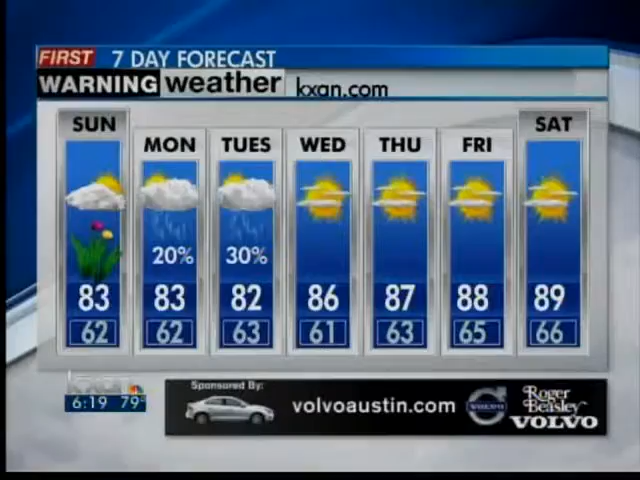 FIRST 7 DAY FORECAST
WARNING weather kxan.com
SUN MON TUES WED THU FRI SAT
20% 30%
83 83 82 86 87 88 89
62 62 63 61 63 65 66
KXAN
6:19 79°
Sponsored By:
volvoaustin.com
VOLVO
Roger
Beasley
VOLVO